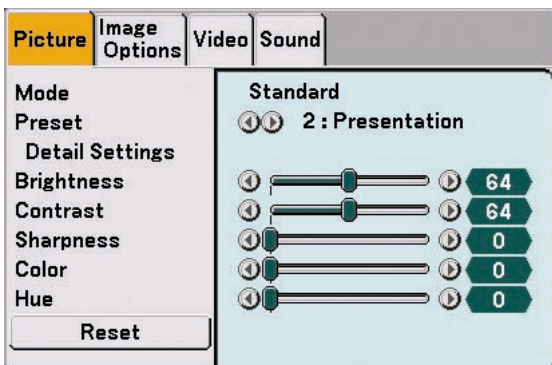 Picture
Image
Options
Video
Sound
Mode
Standard
Preset
2 : Presentation
Detail Settings
Brightness
64
Contrast
64
Sharpness
0
Color
0
Hue
0
Reset